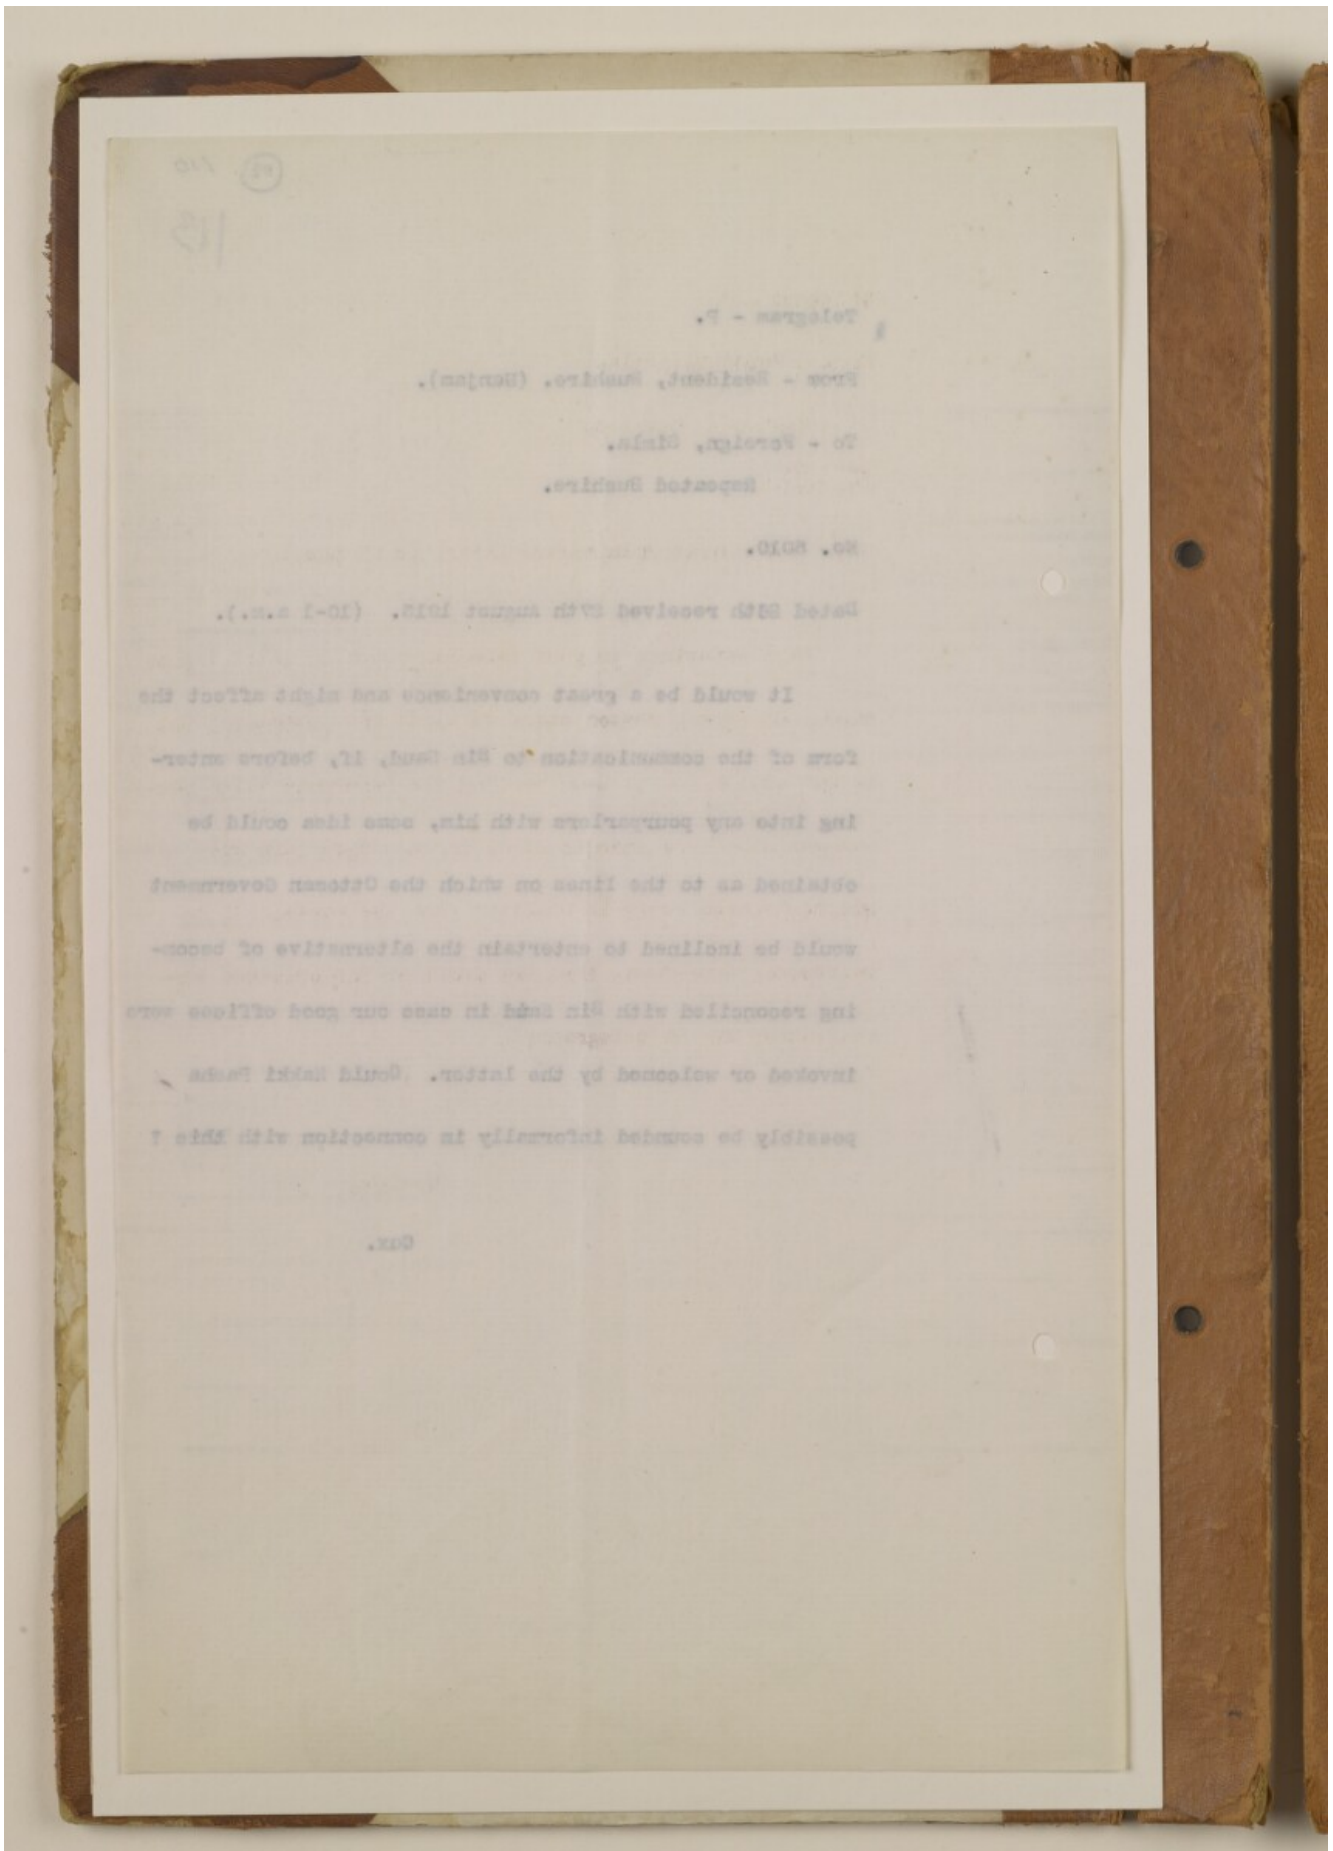 110
113
Telegram - P.
From - Resident, Bushire. (Henjam).
To - Foreign, Simla.
Repeated Bushire.
No.
Dated received 27th August 1913. (10-1 a.m.).
It would be a great convenience and might affect the
form of the communication to Bin Saud, if, before enter-
ing into any pourparlers with him, some idea could be
obtained as to the lines on which the Ottoman Government
would be inclined to entertain the alternative of becom-
ing reconciled with Bin Saud in case our good offices were
invoked or welcomed by the latter. Could Hakki Pasha
possibly be sounded informally in connection with this ?
Cox.